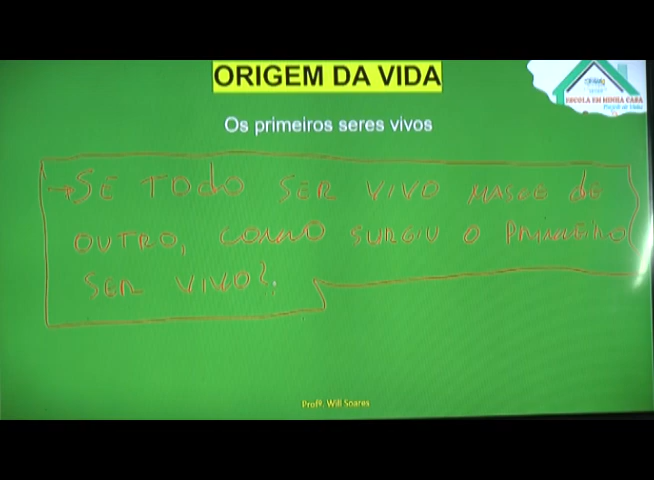 ORIGEM DA VIDA
ESCOLA EM MINHA CASA
Os primeiros seres vivos
→ SE TODO SER VIVO NASCE de
OUTRO, COMO SURGIU O PRIMEIRO
SER VIVO?
Profº. Will Soares